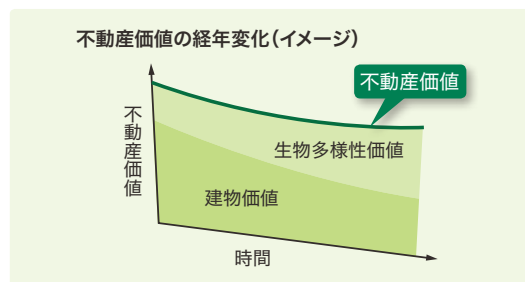 不動産価値の経年変化（イメージ）
不動産価値
不動産価値
生物多様性価値
建物価値
時間